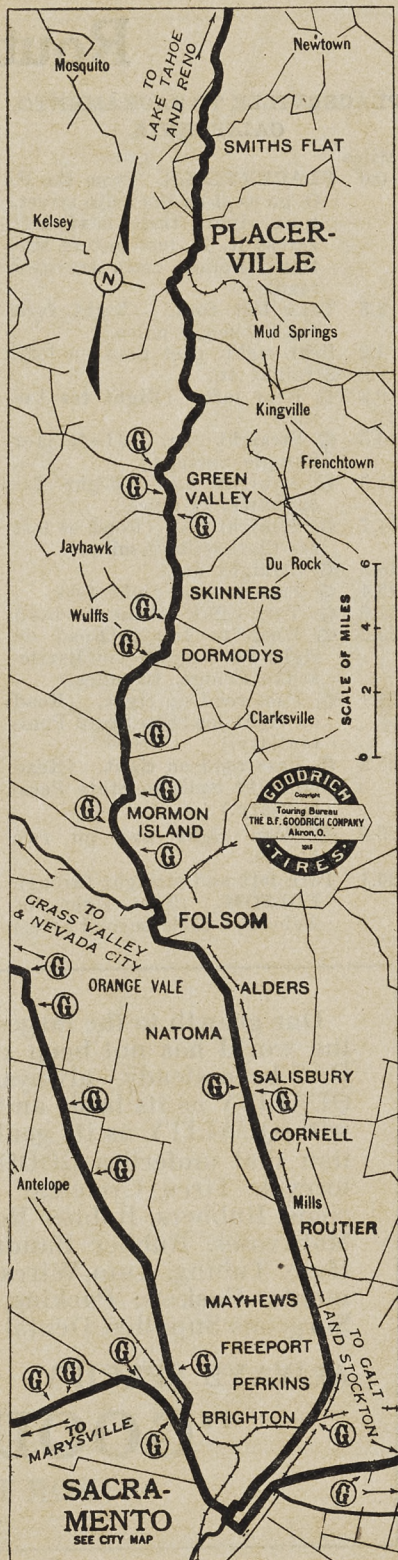 Mosquito
TO
LAKE TAHOE
AND RENO
Newtown
SMITHS FLAT
Kelsey
PLACER-
VILLE
N
Mud Springs
Kingville
G
Frenchtown
G
GREEN
VALLEY
G
Jayhawk
Du Rock
6
SKINNERS
G
Wulffs
4
G
DORMODYS
SCALE OF MILES
2
Clarksville
G
0
G
G
MORMON
ISLAND
G
GOODRICH
Copyright
Touring Bureau
THE B.F. GOODRICH COMPANY
Akron, O.
TIRES
TO
GRASS VALLEY
& NEVADA CITY
FOLSOM
G
G
ORANGE VALE
ALDERS
NATOMA
G
SALISBURY
G
G
CORNELL
G
Antelope
Mills
ROUTIER
MAYHEWS
FREEPORT
TO GALT
AND STOCKTON
G
G
G
G
PERKINS
BRIGHTON
G
TO
MARYSVILLE
G
G
SACRA-
MENTO
SEE CITY MAP